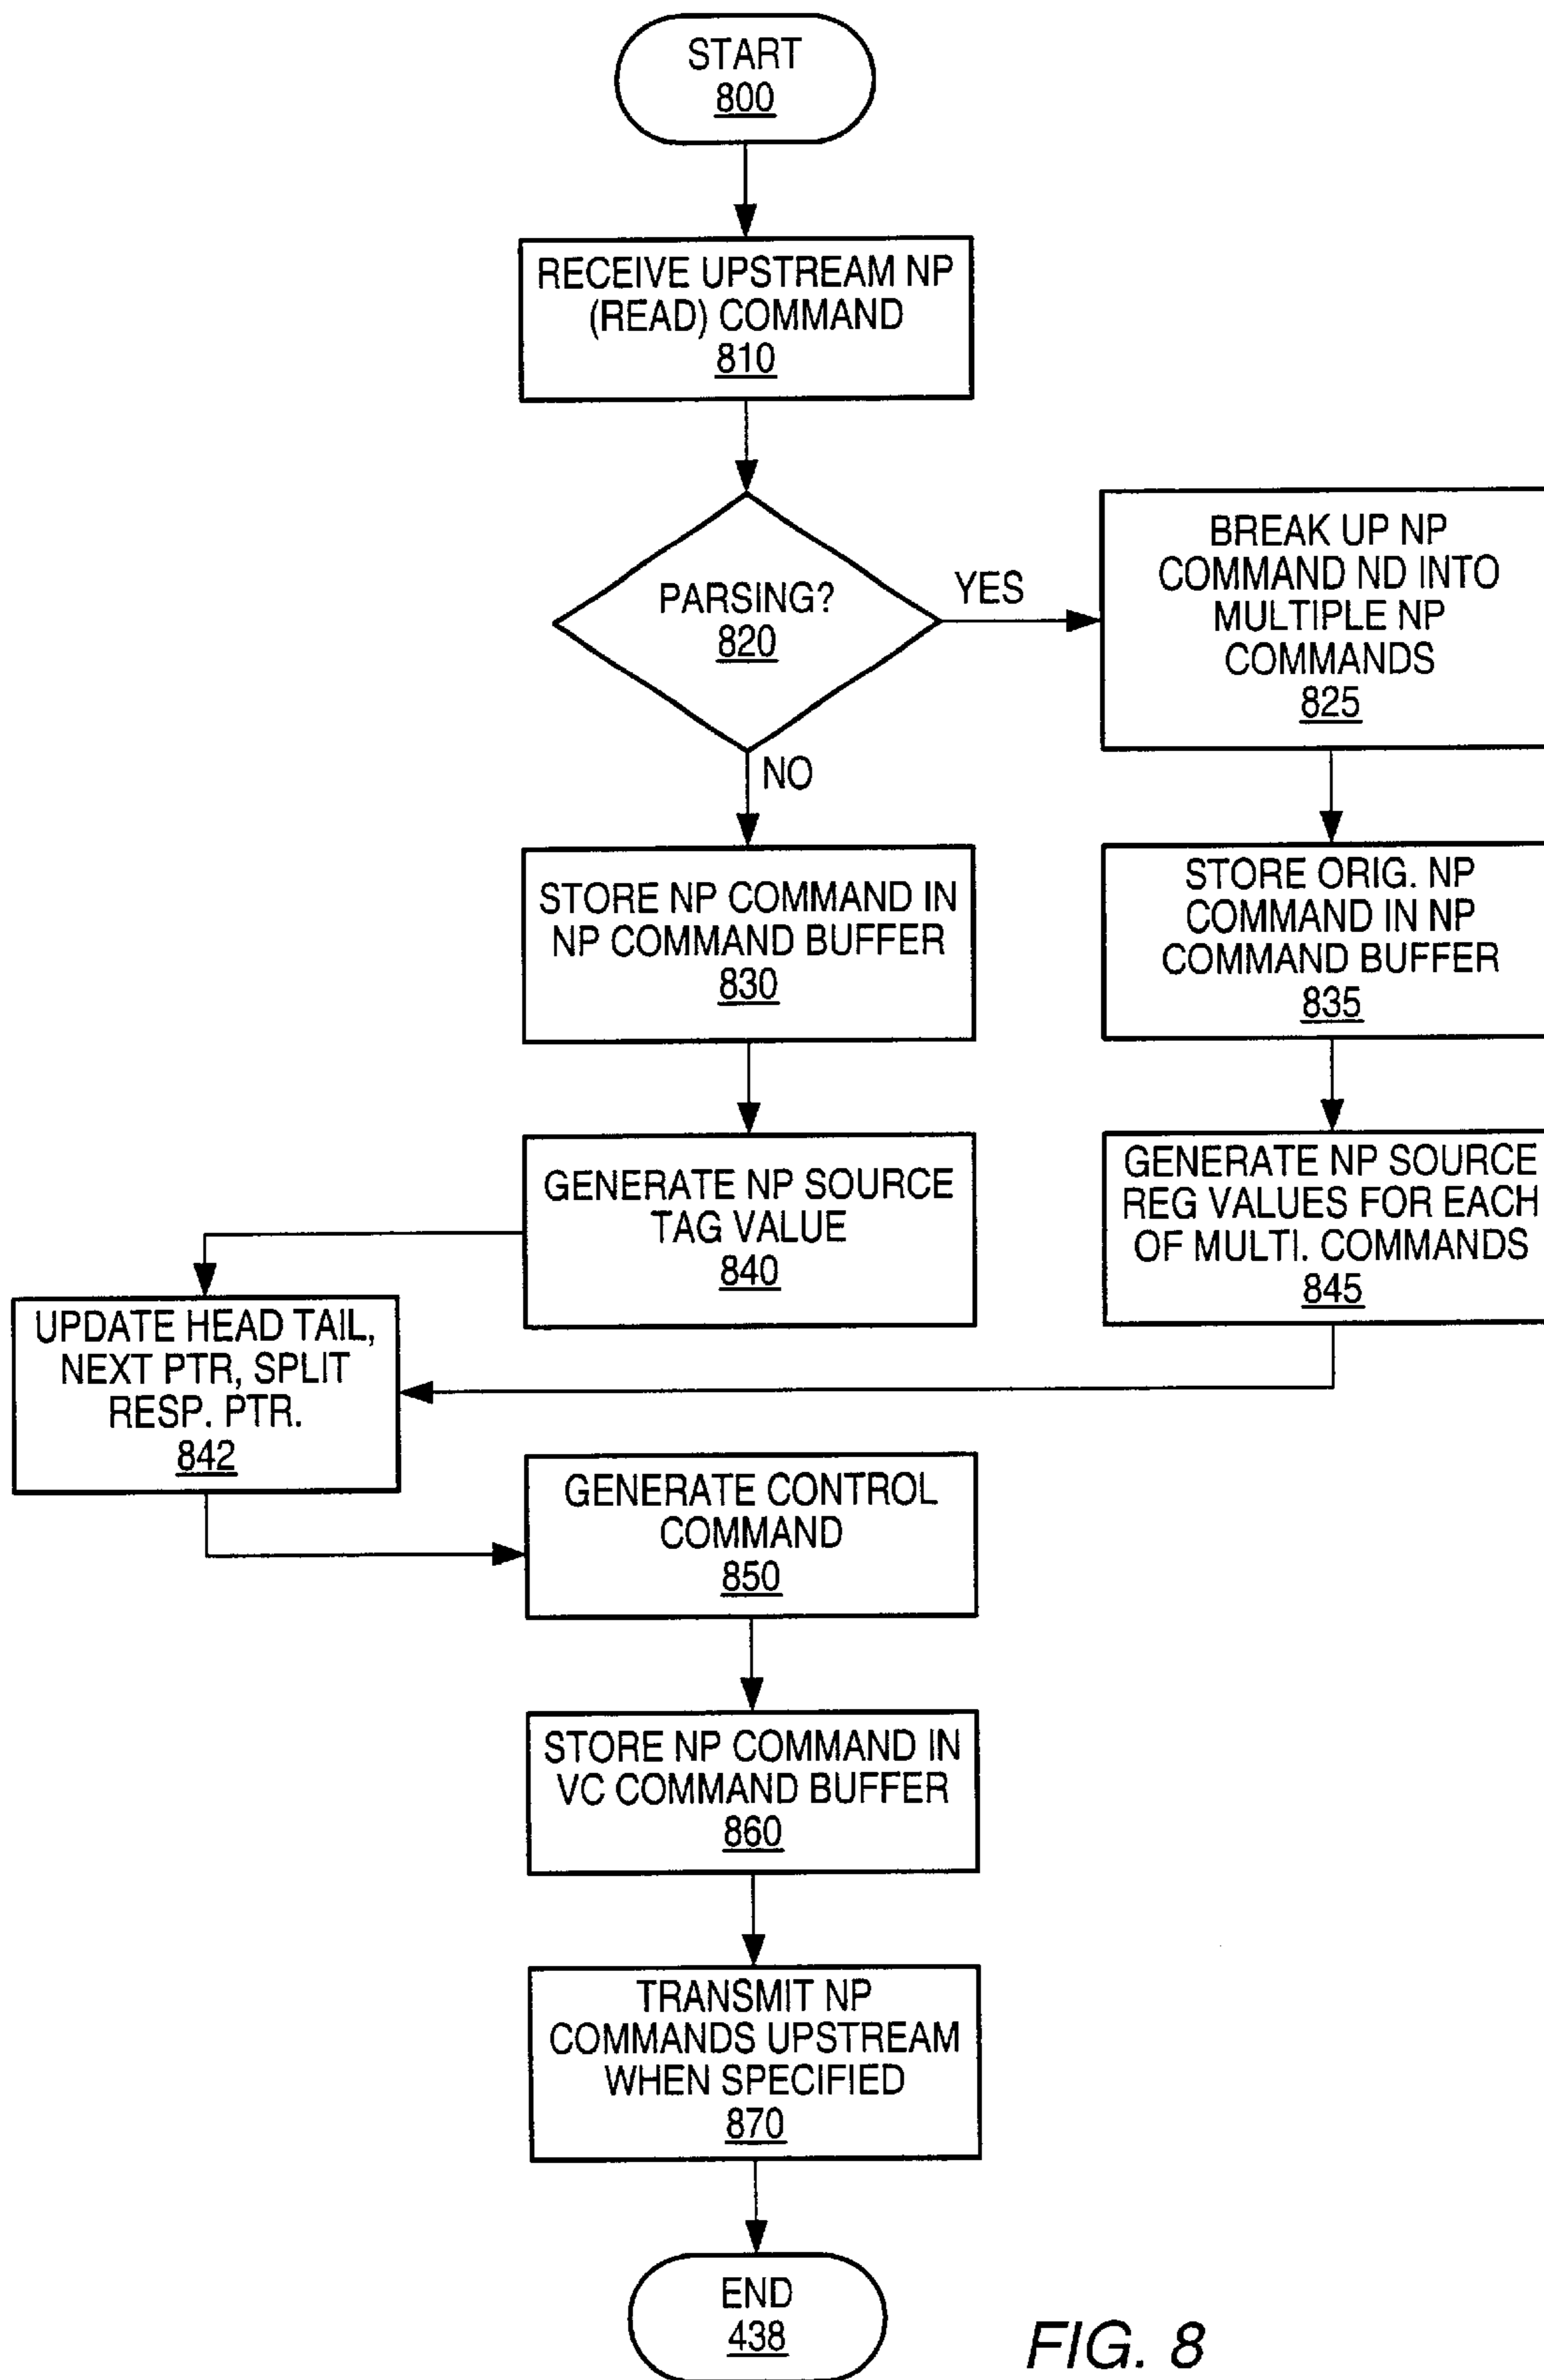 START
800
RECEIVE UPSTREAM NP
(READ) COMMAND
810
PARSING?
820
YES
BREAK UP NP
COMMAND ND INTO
MULTIPLE NP
COMMANDS
825
NO
STORE NP COMMAND IN
NP COMMAND BUFFER
830
STORE ORIG. NP
COMMAND IN NP
COMMAND BUFFER
835
GENERATE NP SOURCE
TAG VALUE
840
GENERATE NP SOURCE
REG VALUES FOR EACH
OF MULTI. COMMANDS
845
UPDATE HEAD TAIL,
NEXT PTR, SPLIT
RESP. PTR.
842
GENERATE CONTROL
COMMAND
850
STORE NP COMMAND IN
VC COMMAND BUFFER
860
TRANSMIT NP
COMMANDS UPSTREAM
WHEN SPECIFIED
870
END
438
FIG. 8